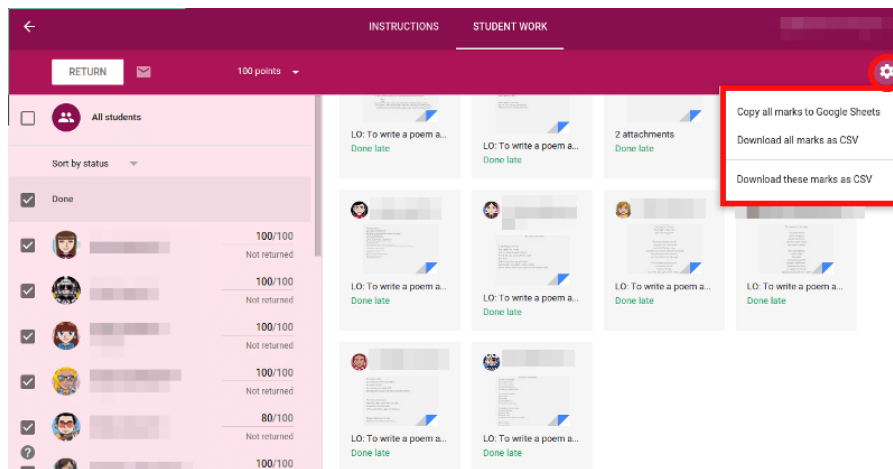 INSTRUCTIONS
STUDENT WORK
RETURN
100 points
Copy all marks to Google Sheets
Download all marks as CSV
Download these marks as CSV
All students
Sort by status
Done
100/100
Not returned
100/100
Not returned
100/100
Not returned
100/100
Not returned
80/100
Not returned
100/100
LO: To write a poem a...
Done late
LO: To write a poem a...
Done late
2 attachments
Done late
LO: To write a poem a...
Done late
LO: To write a poem a...
Done late
LO: To write a poem a...
Done late
LO: To write a poem a...
Done late
LO: To write a poem a...
Done late
LO: To write a poem a...
Done late